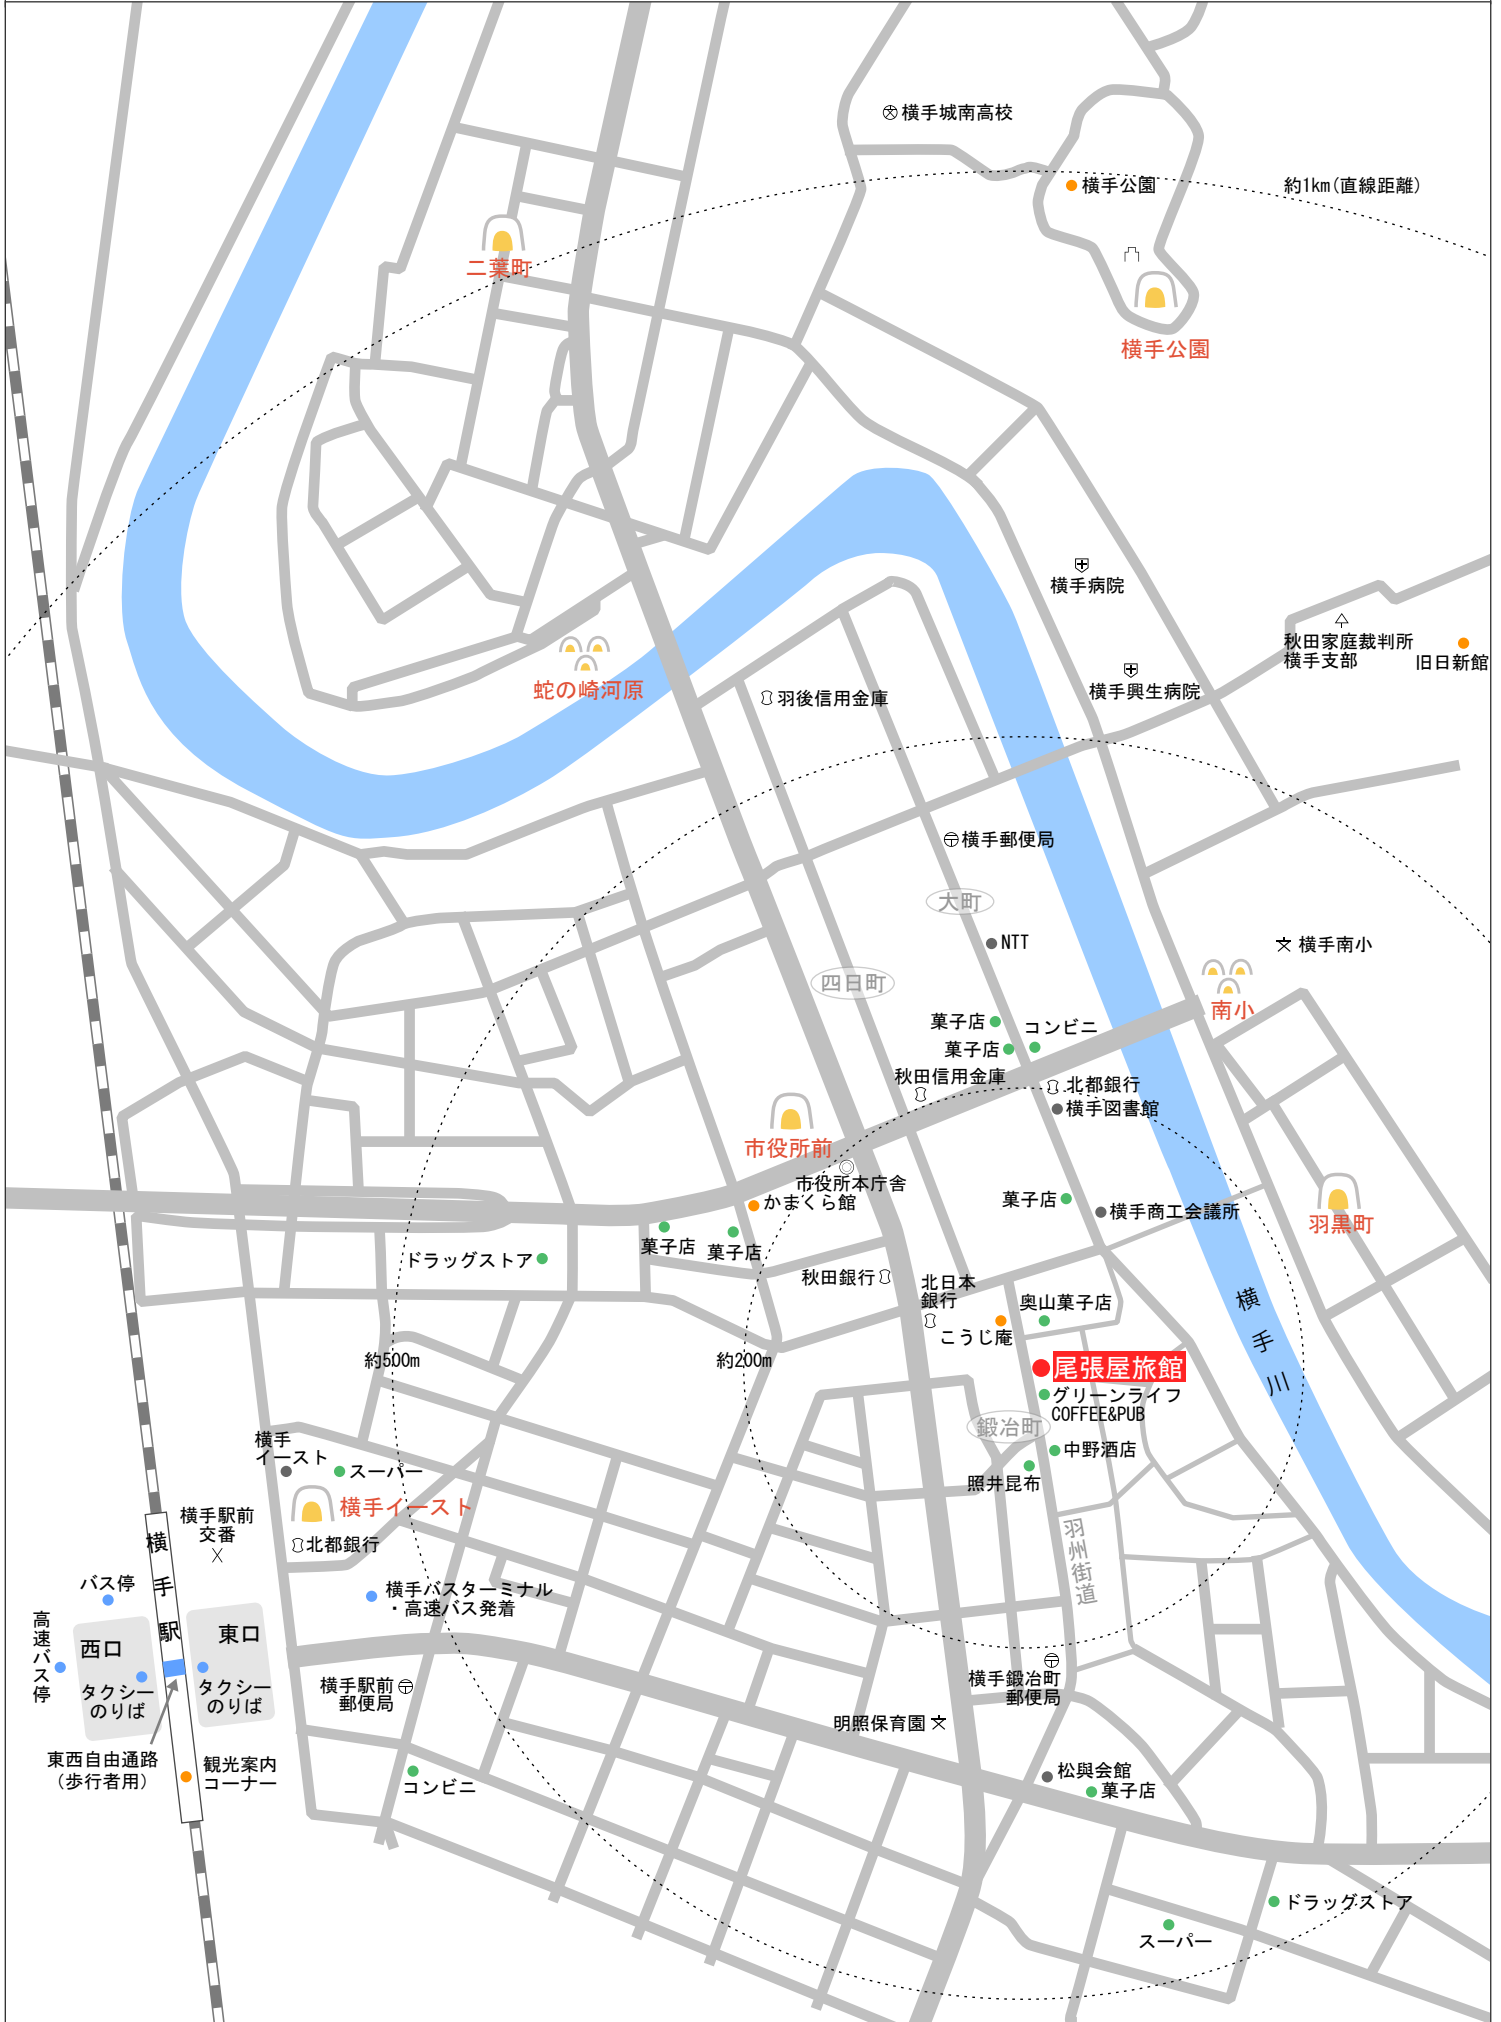 横手城南高校
横手公園
約1km(直線距離)
二葉町
横手公園
横手病院
秋田家庭裁判所
横手支部
旧日新館
横手興生病院
蛇の崎河原
羽後信用金庫
横手郵便局
大町
NTT
横手南小
四日町
南小
菓子店
コンビニ
菓子店
秋田信用金庫
北都銀行
横手図書館
市役所前
市役所本庁舎
かまくら館
菓子店
横手商工会議所
羽黒町
菓子店
菓子店
ドラッグストア
秋田銀行
北日本
銀行
奥山菓子店
こうじ庵
横手川
約500m
約200m
尾張屋旅館
グリーンライフ
COFFEE&PUB
鍛冶町
中野酒店
照井昆布
横手
イースト
スーパー
横手イースト
横手駅前
交番
北都銀行
羽州街道
横手駅
バス停
横手バスターミナル
・高速バス発着
高速バス停
西口
東口
タクシー
のりば
タクシー
のりば
横手駅前
郵便局
横手鍛冶町
郵便局
明照保育園
東西自由通路
(歩行者用)
観光案内
コーナー
コンビニ
松與会館
菓子店
ドラッグストア
スーパー